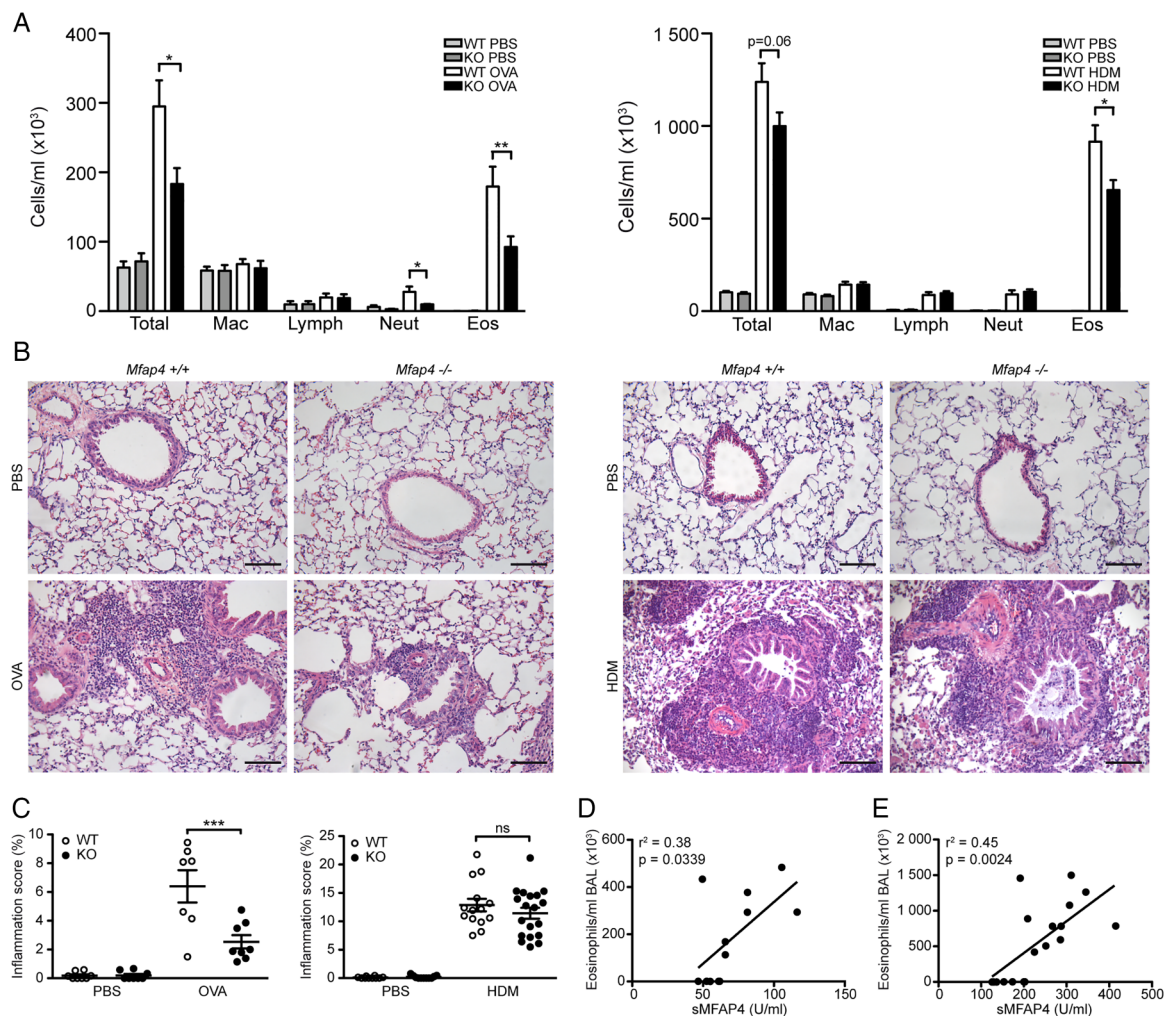 A
Cells/ml (x10³)
400
300
200
100
0
*
**
*
WT PBS
KO PBS
WT OVA
KO OVA
Total Mac Lymph Neut Eos
Cells/ml (x10³)
1 500
1 000
500
0
p=0.06
*
WT PBS
KO PBS
WT HDM
KO HDM
Total Mac Lymph Neut Eos
B
Mfap4 +/+ Mfap4 -/-
PBS
OVA
Mfap4 +/+ Mfap4 -/-
PBS
HDM
C
Inflammation score (%)
10
8
6
4
2
0
WT
KO
***
PBS OVA
Inflammation score (%)
25
20
15
10
5
0
WT
KO
ns
PBS HDM
D
Eosinophils/ml BAL (x10³)
600
400
200
0
r² = 0.38
p = 0.0339
0 50 100 150
sMFAP4 (U/ml)
E
Eosinophils/ml BAL (x10³)
2 000
1 500
1 000
500
0
r² = 0.45
p = 0.0024
0 100 200 300 400 500
sMFAP4 (U/ml)